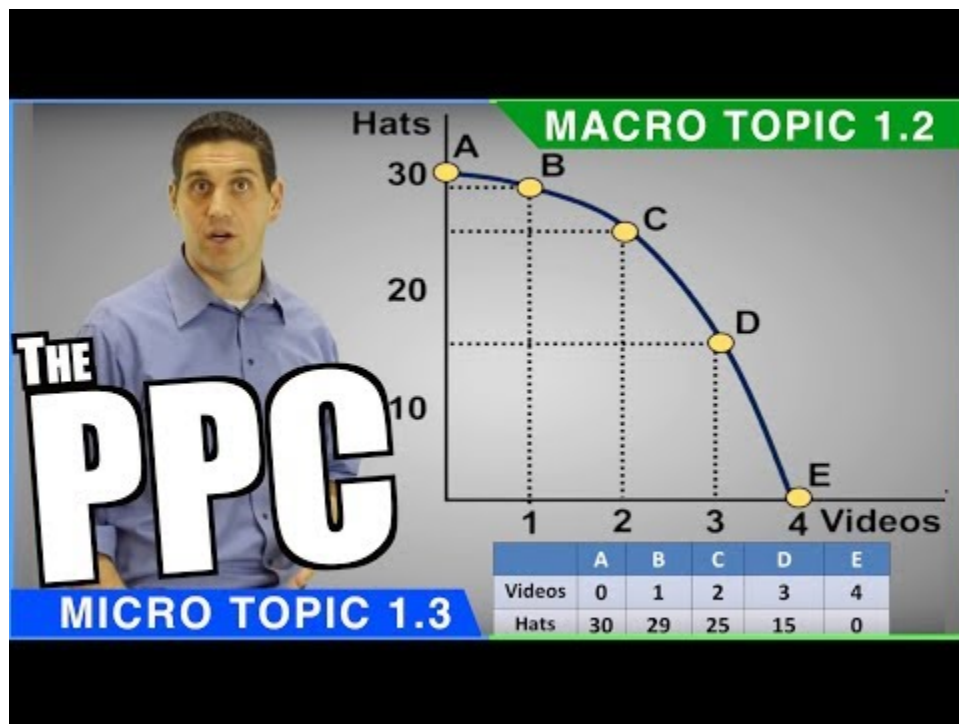 MACRO TOPIC 1.2
Hats
A
30
B
C
20
D
10
E
1 2 3 4 Videos
THE
PPC
MICRO TOPIC 1.3
A B C D E
Videos 0 1 2 3 4
Hats 30 29 25 15 0